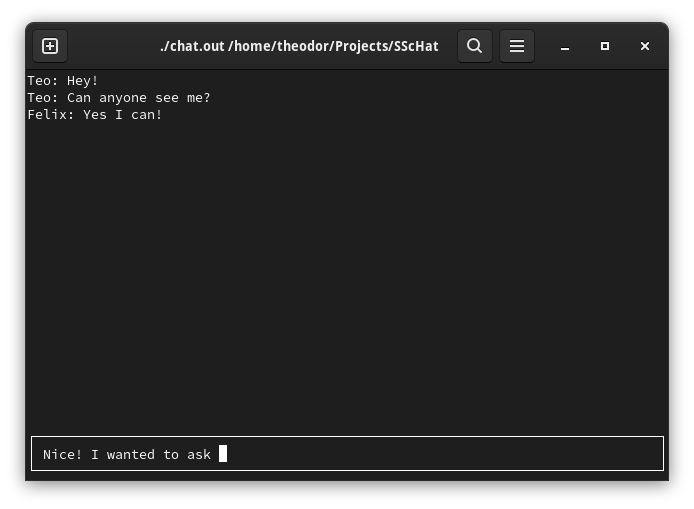 ./chat.out /home/theodor/Projects/SScHat
Teo: Hey!
Teo: Can anyone see me?
Felix: Yes I can!
Nice! I wanted to ask